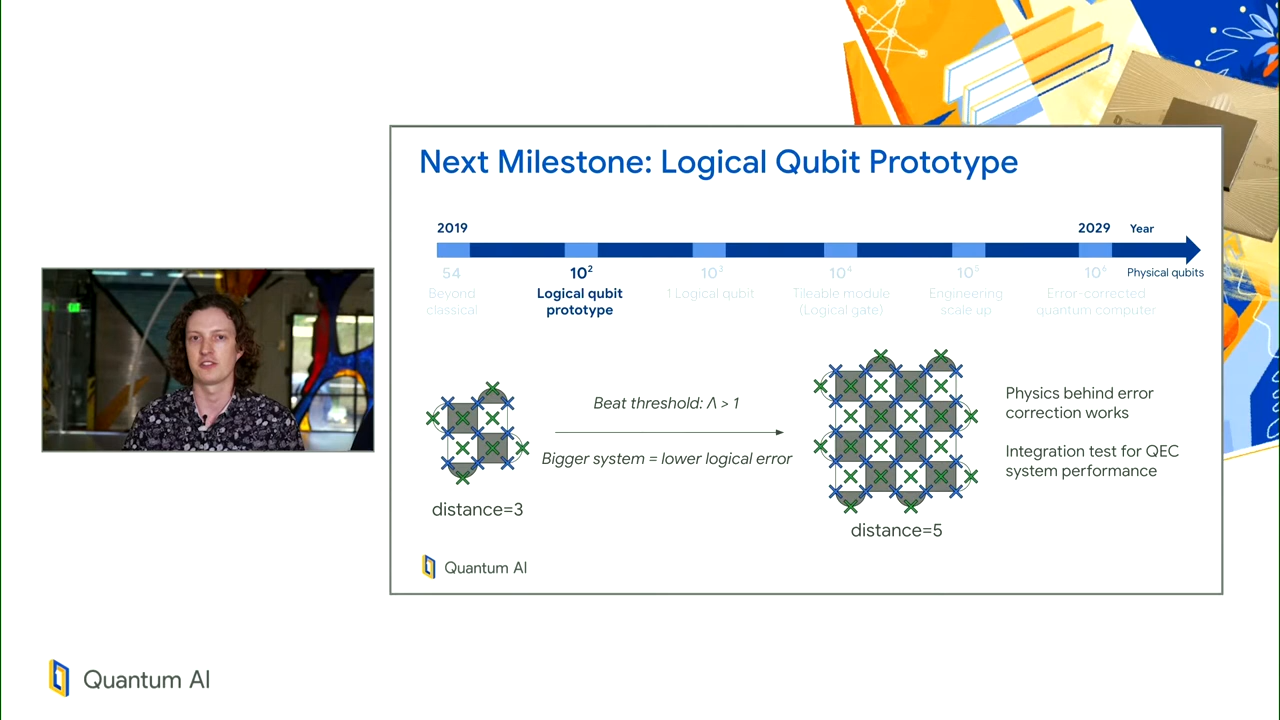 Next Milestone: Logical Qubit Prototype
2019
2029
Year
54
10²
10³
10⁴
10⁵
10⁶
Physical qubits
Beyond
classical
Logical qubit
prototype
1 Logical qubit
Tileable module
(Logical gate)
Engineering
scale up
Error-corrected
quantum computer
Beat threshold: Λ > 1
Bigger system = lower logical error
distance=3
distance=5
Physics behind error
correction works
Integration test for QEC
system performance
Quantum AI
Quantum AI